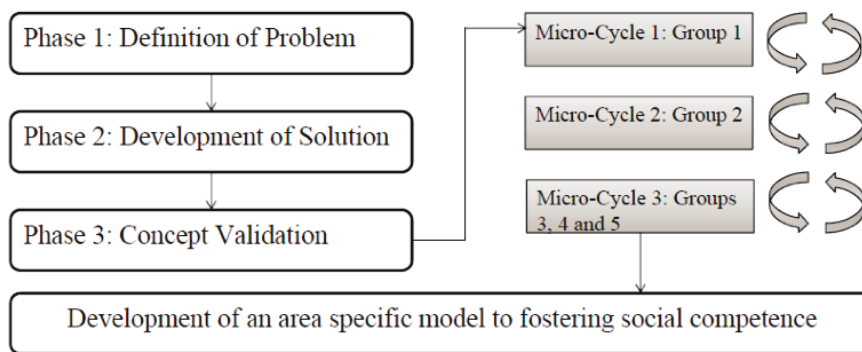 Phase 1: Definition of Problem
Phase 2: Development of Solution
Phase 3: Concept Validation
Micro-Cycle 1: Group 1
Micro-Cycle 2: Group 2
Micro-Cycle 3: Groups
3, 4 and 5
Development of an area specific model to fostering social competence